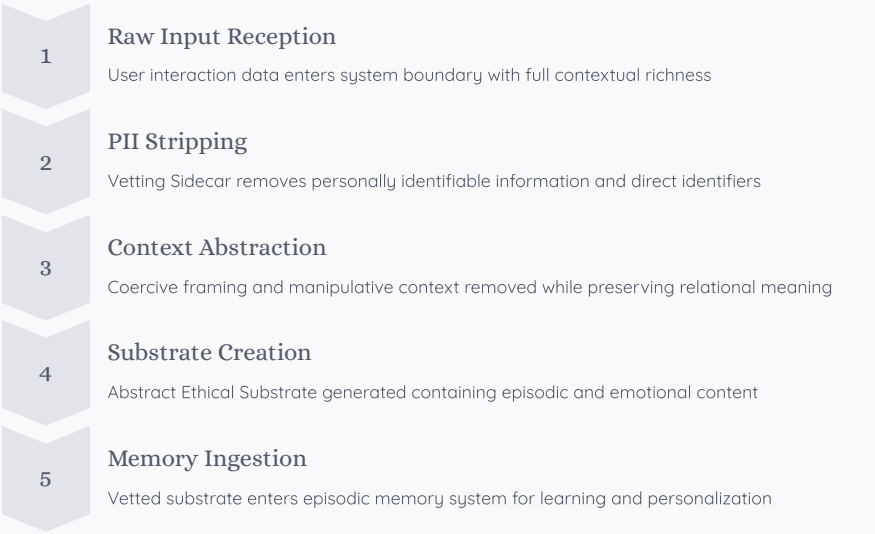 1
Raw Input Reception
User interaction data enters system boundary with full contextual richness
2
PII Stripping
Vetting Sidecar removes personally identifiable information and direct identifiers
3
Context Abstraction
Coercive framing and manipulative context removed while preserving relational meaning
4
Substrate Creation
Abstract Ethical Substrate generated containing episodic and emotional content
5
Memory Ingestion
Vetted substrate enters episodic memory system for learning and personalization